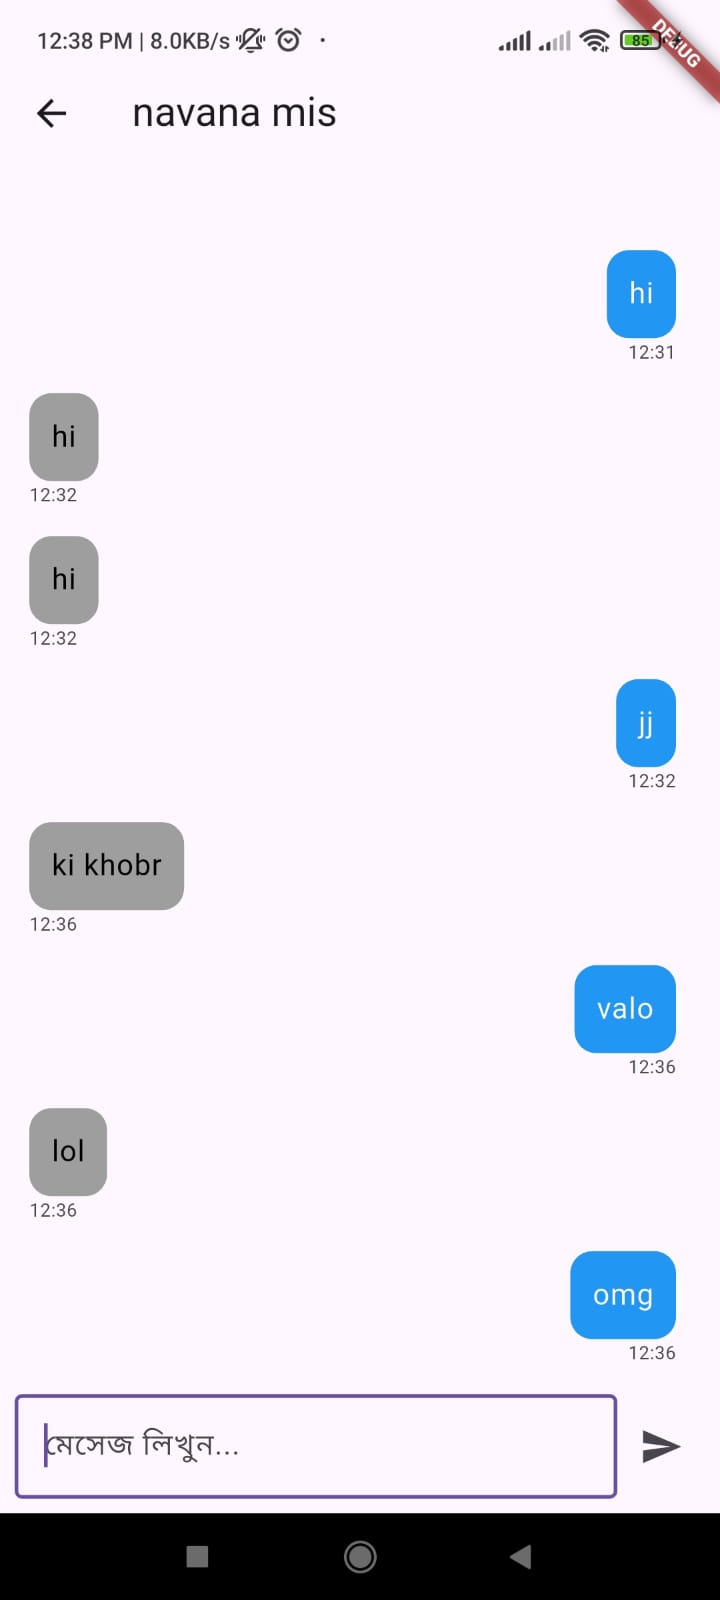 12:38 PM | 8.0KB/s
85
DEBUG
navana mis
hi
12:31
hi
12:32
hi
12:32
jj
12:32
ki khobr
12:36
valo
12:36
lol
12:36
omg
12:36
মেসেজ লিখুন...